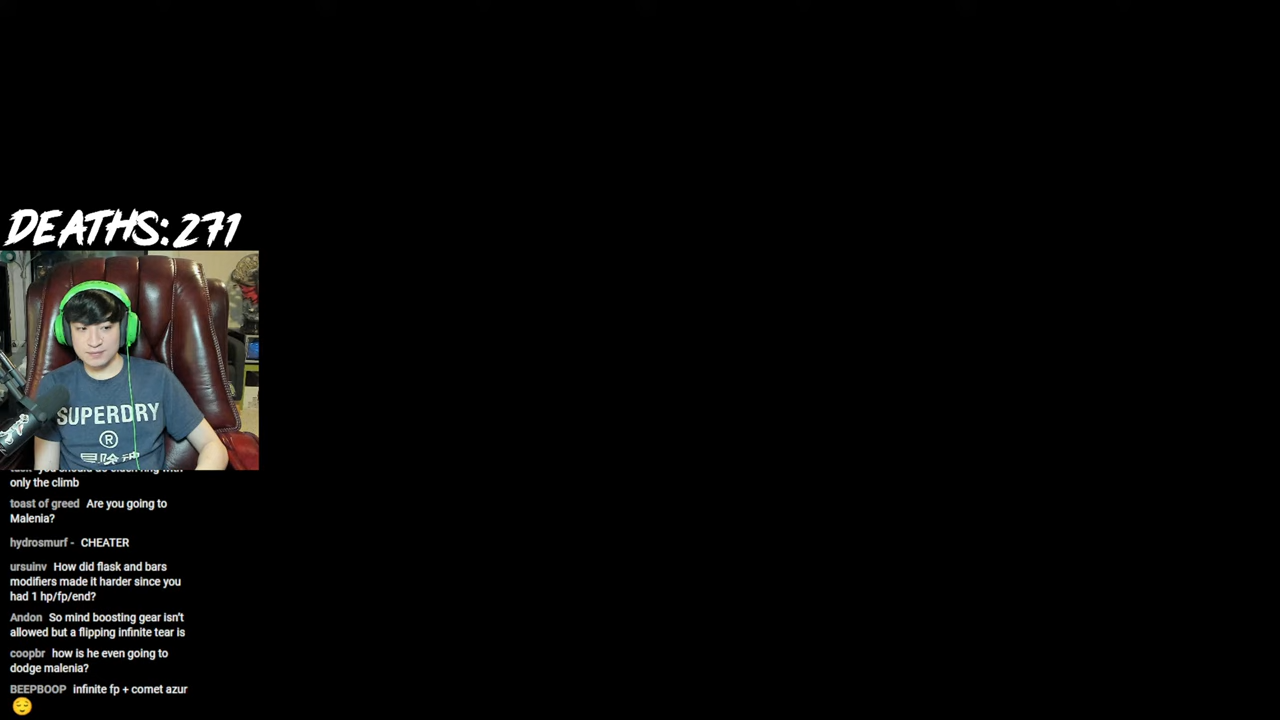 DEATHS: 271
SUPERDRY
®
only the climb
toast of greed Are you going to
Malenia?
hydrosmurf - CHEATER
ursuinv How did flask and bars
modifiers made it harder since you
had 1 hp/fp/end?
Andon So mind boosting gear isn't
allowed but a flipping infinite tear is
coopbr how is he even going to
dodge malenia?
BEEPBOOP infinite fp + comet azur
😌